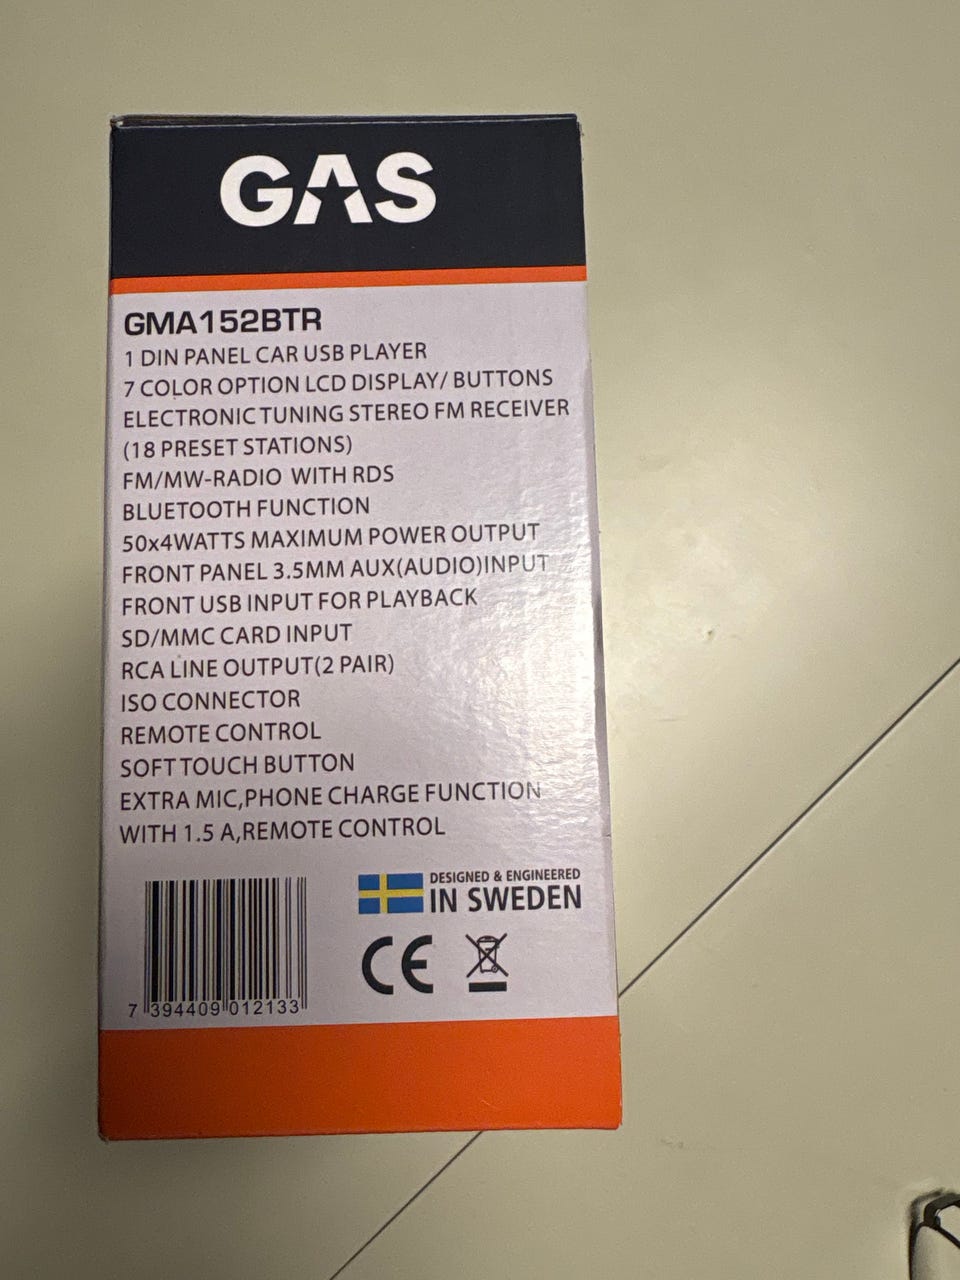 GAS
GMA152BTR
1 DIN PANEL CAR USB PLAYER
7 COLOR OPTION LCD DISPLAY/ BUTTONS
ELECTRONIC TUNING STEREO FM RECEIVER
(18 PRESET STATIONS)
FM/MW-RADIO WITH RDS
BLUETOOTH FUNCTION
50x4WATTS MAXIMUM POWER OUTPUT
FRONT PANEL 3.5MM AUX(AUDIO)INPUT
FRONT USB INPUT FOR PLAYBACK
SD/MMC CARD INPUT
RCA LINE OUTPUT(2 PAIR)
ISO CONNECTOR
REMOTE CONTROL
SOFT TOUCH BUTTON
EXTRA MIC,PHONE CHARGE FUNCTION
WITH 1.5 A,REMOTE CONTROL
DESIGNED & ENGINEERED
IN SWEDEN
CE
7 394409 012133